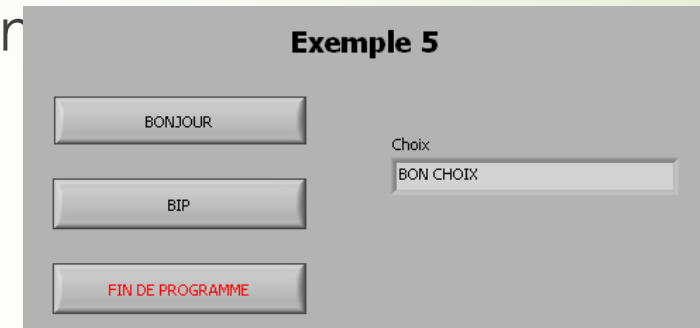 Exemple 5
BONJOUR
Choix
BON CHOIX
BIP
FIN DE PROGRAMME